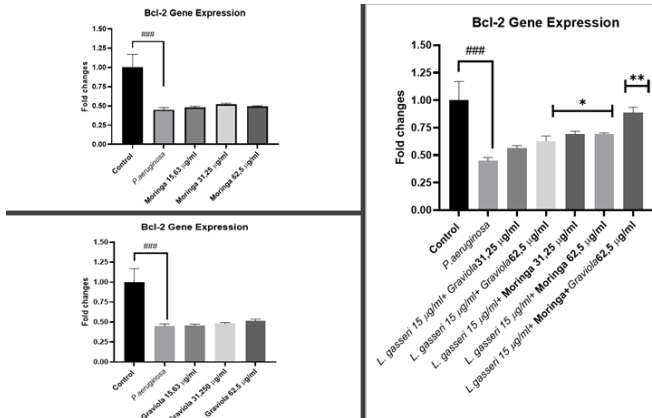 Bcl-2 Gene Expression
###
Fold changes
1.50
1.25
1.00
0.75
0.50
0.25
0.00
Control
P.aeruginosa
Moringa 15,63 µg/ml
Moringa 31,25 µg/ml
Moringa 62,5 µg/ml
Bcl-2 Gene Expression
###
Fold changes
1.50
1.25
1.00
0.75
0.50
0.25
0.00
Control
P.aeruginosa
Graviola 15,63 µg/ml
Graviola 31,250 µg/ml
Graviola 62,5 µg/ml
Bcl-2 Gene Expression
###
*
**
Fold changes
1.50
1.25
1.00
0.75
0.50
0.25
0.00
Control
P.aeruginosa
L. gasseri 15 µg/ml+ Graviola31,25 µg/ml
L. gasseri 15 µg/ml+ Graviola62,5 µg/ml
L. gasseri 15 µg/ml+ Moringa 31,25 µg/ml
L. gasseri 15 µg/ml+ Moringa 62,5 µg/ml
L.gasseri 15 µg/ml+ Moringa+Graviola62,5 µg/ml